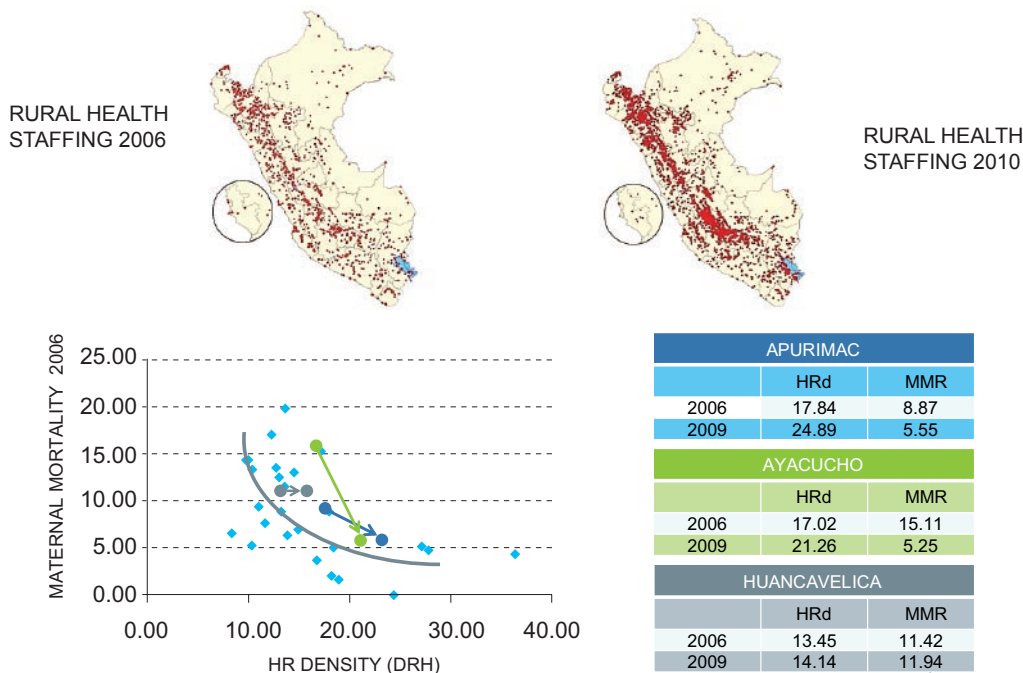 RURAL HEALTH
STAFFING 2006
RURAL HEALTH
STAFFING 2010
MATERNAL MORTALITY 2006
25.00
20.00
15.00
10.00
5.00
0.00
0.00 10.00 20.00 30.00 40.00
HR DENSITY (DRH)
APURIMAC
HRd MMR
2006 17.84 8.87
2009 24.89 5.55
AYACUCHO
HRd MMR
2006 17.02 15.11
2009 21.26 5.25
HUANCAVELICA
HRd MMR
2006 13.45 11.42
2009 14.14 11.94